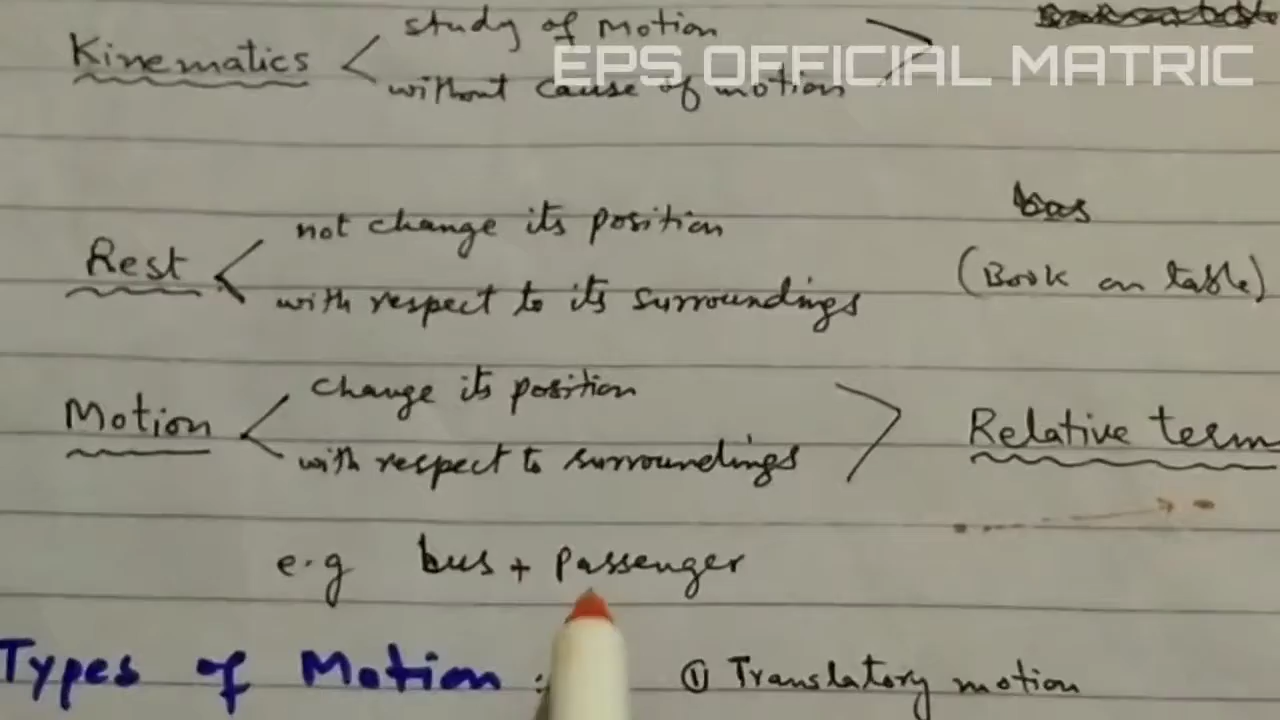 study of Motion
Kinematics
EPS OFFICIAL MATRIC
without cause of motion
bus
not change its position
Rest
(Book on table)
with respect to its surroundings
change its position
Motion
Relative term
with respect to surroundings
e.g bus + passenger
Types of Motion : ① Translatory motion